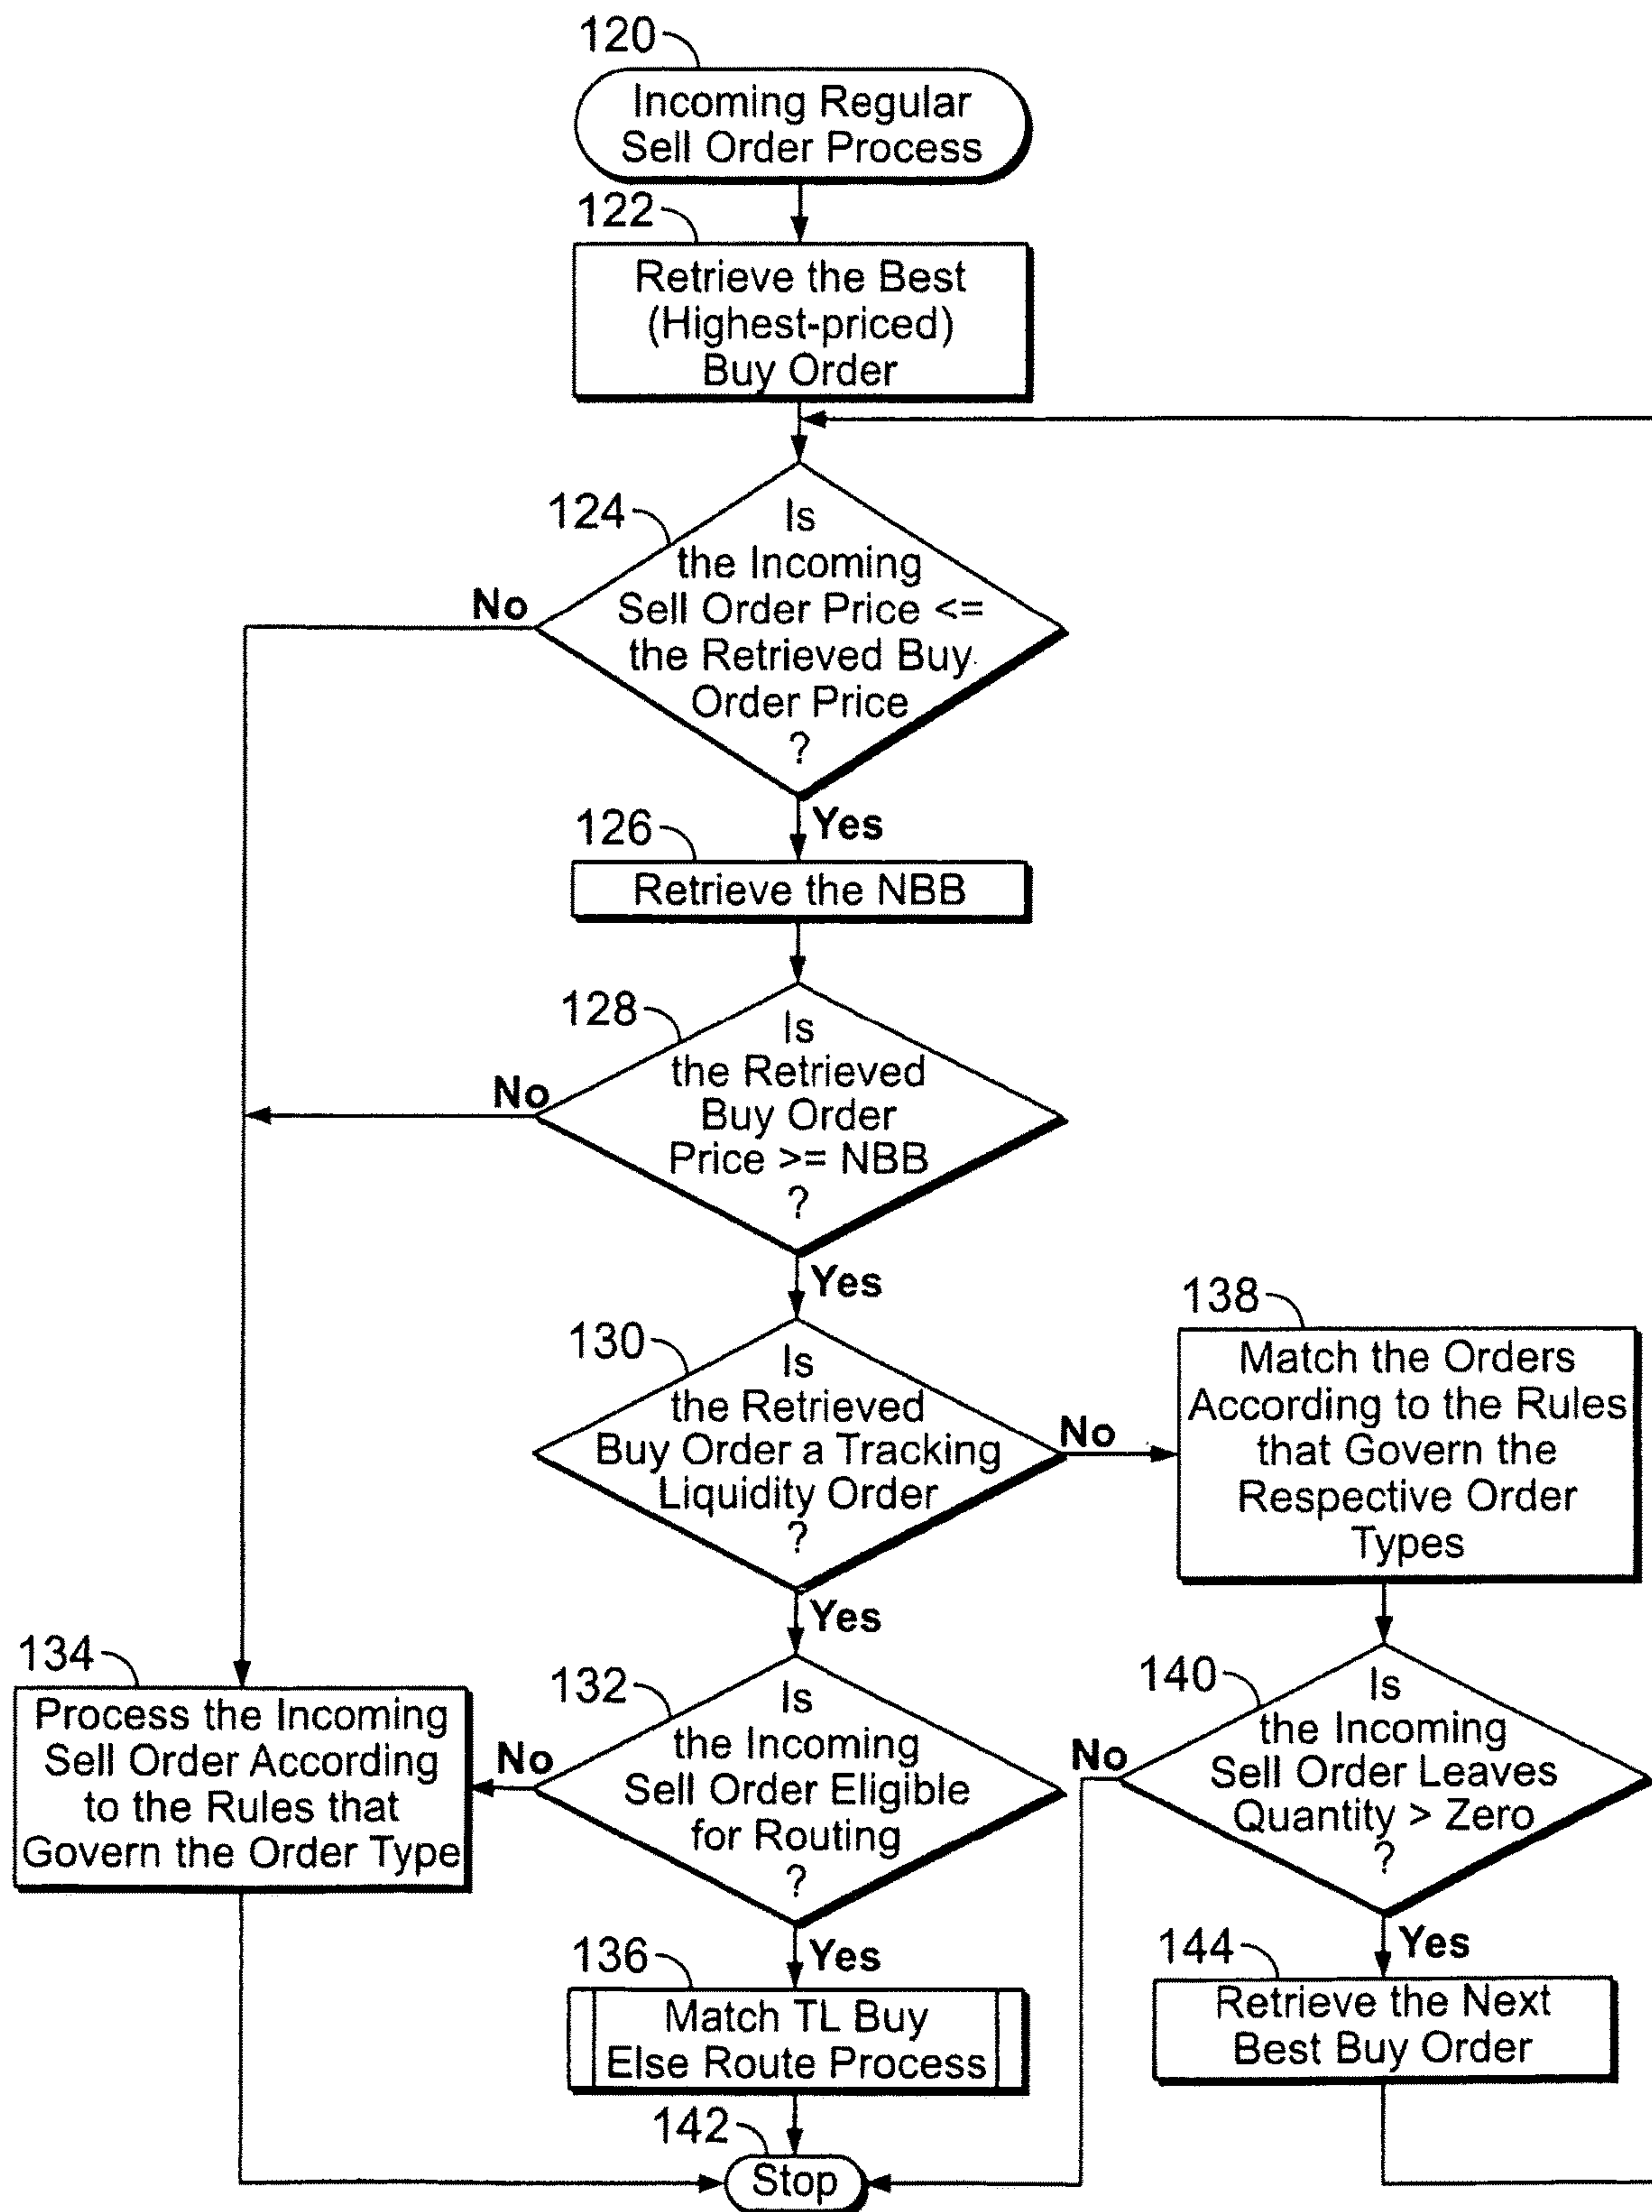 120
Incoming Regular
Sell Order Process
122
Retrieve the Best
(Highest-priced)
Buy Order
124
Is
the Incoming
Sell Order Price <=
the Retrieved Buy
Order Price
?
No
Yes
126
Retrieve the NBB
128
Is
the Retrieved
Buy Order
Price >= NBB
?
No
Yes
130
Is
the Retrieved
Buy Order a Tracking
Liquidity Order
?
No
Yes
138
Match the Orders
According to the Rules
that Govern the
Respective Order
Types
134
Process the Incoming
Sell Order According
to the Rules that
Govern the Order Type
132
Is
the Incoming
Sell Order Eligible
for Routing
?
No
Yes
140
Is
the Incoming
Sell Order Leaves
Quantity > Zero
?
No
Yes
136
Match TL Buy
Else Route Process
144
Retrieve the Next
Best Buy Order
142
Stop